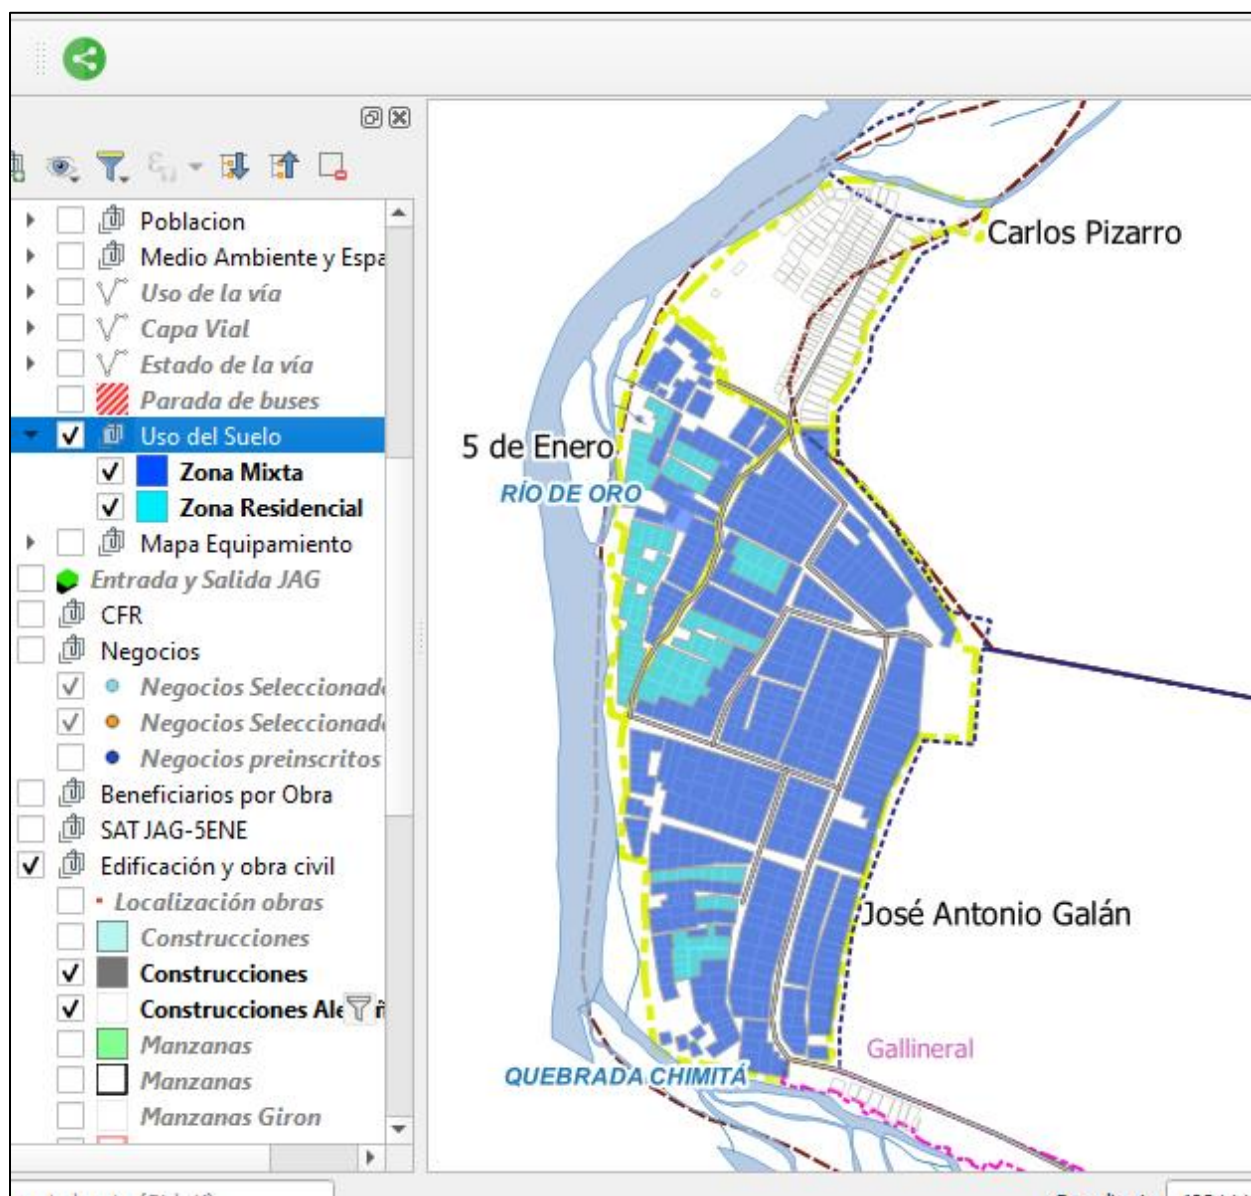 Poblacion
Medio Ambiente y Espa
Uso de la vía
Capa Vial
Estado de la vía
Parada de buses
Uso del Suelo
Zona Mixta
Zona Residencial
Mapa Equipamiento
Entrada y Salida JAG
CFR
Negocios
Negocios Seleccionad
Negocios Seleccionad
Negocios preinscritos
Beneficiarios por Obra
SAT JAG-5ENE
Edificación y obra civil
Localización obras
Construcciones
Construcciones
Construcciones Ale
Manzanas
Manzanas
Manzanas Giron
Carlos Pizarro
5 de Enero
RÍO DE ORO
José Antonio Galán
Gallineral
QUEBRADA CHIMITÁ